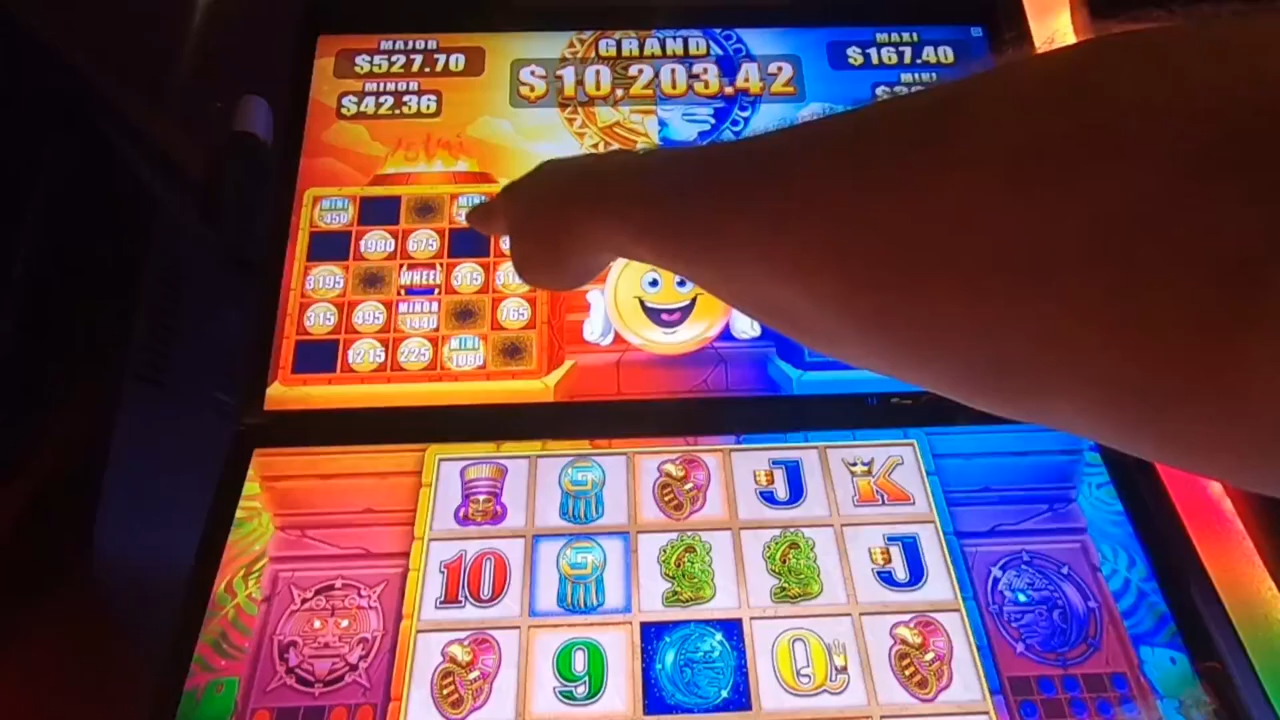 MAJOR
$527.70
MINOR
$42.36
GRAND
$10,203.42
MAXI
$167.40
MINI
MINI
450
1980 675
3195 WHEEL 315
315 495 MINOR
1440 765
1215 225 MINI
1080
J K
10 J
9 Q